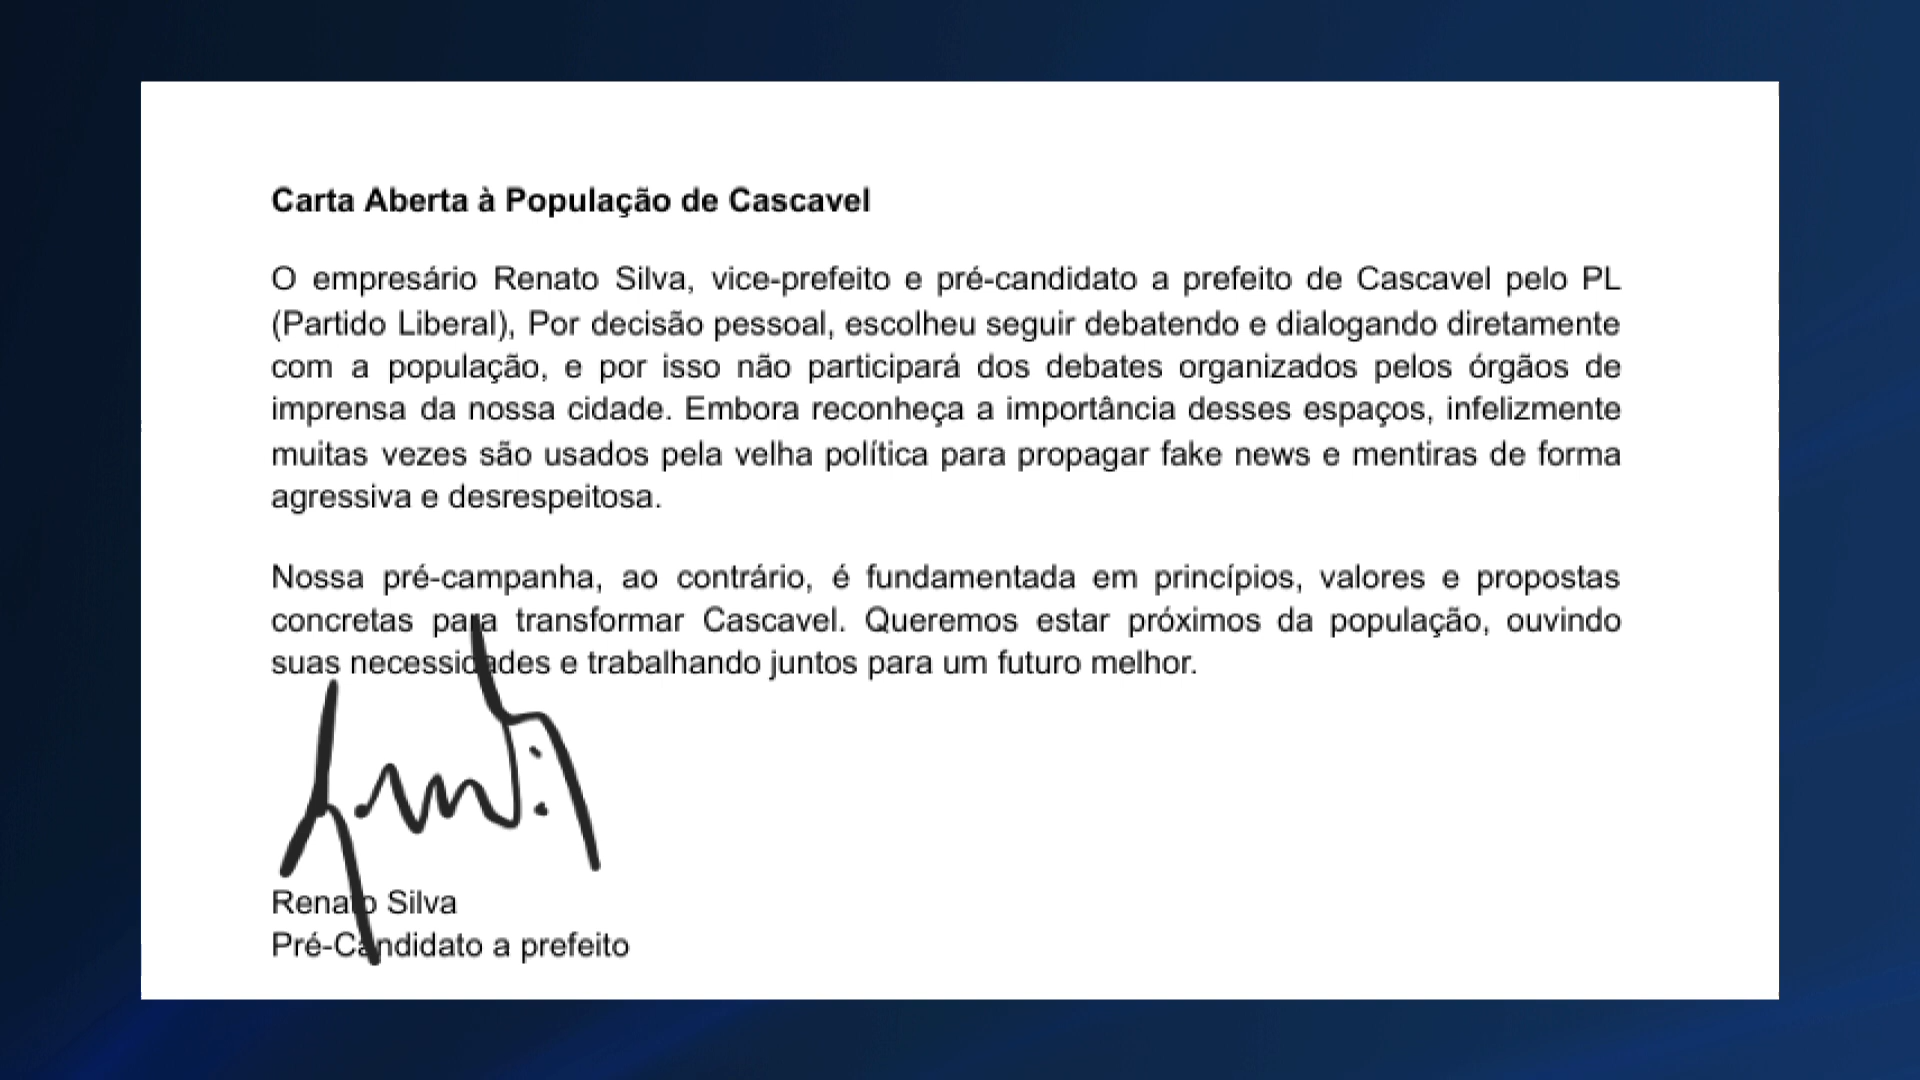 Carta Aberta à População de Cascavel
O empresário Renato Silva, vice-prefeito e pré-candidato a prefeito de Cascavel pelo PL
(Partido Liberal), Por decisão pessoal, escolheu seguir debatendo e dialogando diretamente
com a população, e por isso não participará dos debates organizados pelos órgãos de
imprensa da nossa cidade. Embora reconheça a importância desses espaços, infelizmente
muitas vezes são usados pela velha política para propagar fake news e mentiras de forma
agressiva e desrespeitosa.
Nossa pré-campanha, ao contrário, é fundamentada em princípios, valores e propostas
concretas para transformar Cascavel. Queremos estar próximos da população, ouvindo
suas necessidades e trabalhando juntos para um futuro melhor.
Renato Silva
Pré-Candidato a prefeito